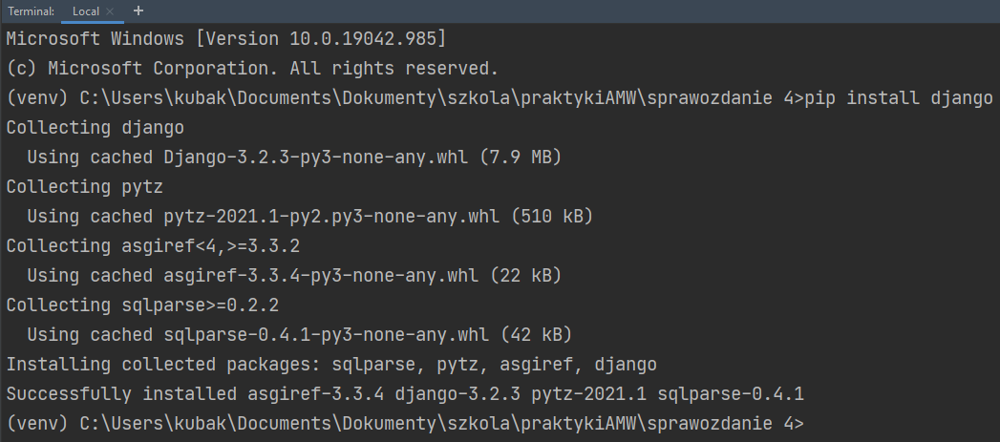 Terminal: Local × +
Microsoft Windows [Version 10.0.19042.985]
(c) Microsoft Corporation. All rights reserved.
(venv) C:\Users\kubak\Documents\Dokumenty\szkola\praktykiAMW\sprawozdanie 4>pip install django
Collecting django
  Using cached Django-3.2.3-py3-none-any.whl (7.9 MB)
Collecting pytz
  Using cached pytz-2021.1-py2.py3-none-any.whl (510 kB)
Collecting asgiref<4,>=3.3.2
  Using cached asgiref-3.3.4-py3-none-any.whl (22 kB)
Collecting sqlparse>=0.2.2
  Using cached sqlparse-0.4.1-py3-none-any.whl (42 kB)
Installing collected packages: sqlparse, pytz, asgiref, django
Successfully installed asgiref-3.3.4 django-3.2.3 pytz-2021.1 sqlparse-0.4.1
(venv) C:\Users\kubak\Documents\Dokumenty\szkola\praktykiAMW\sprawozdanie 4>